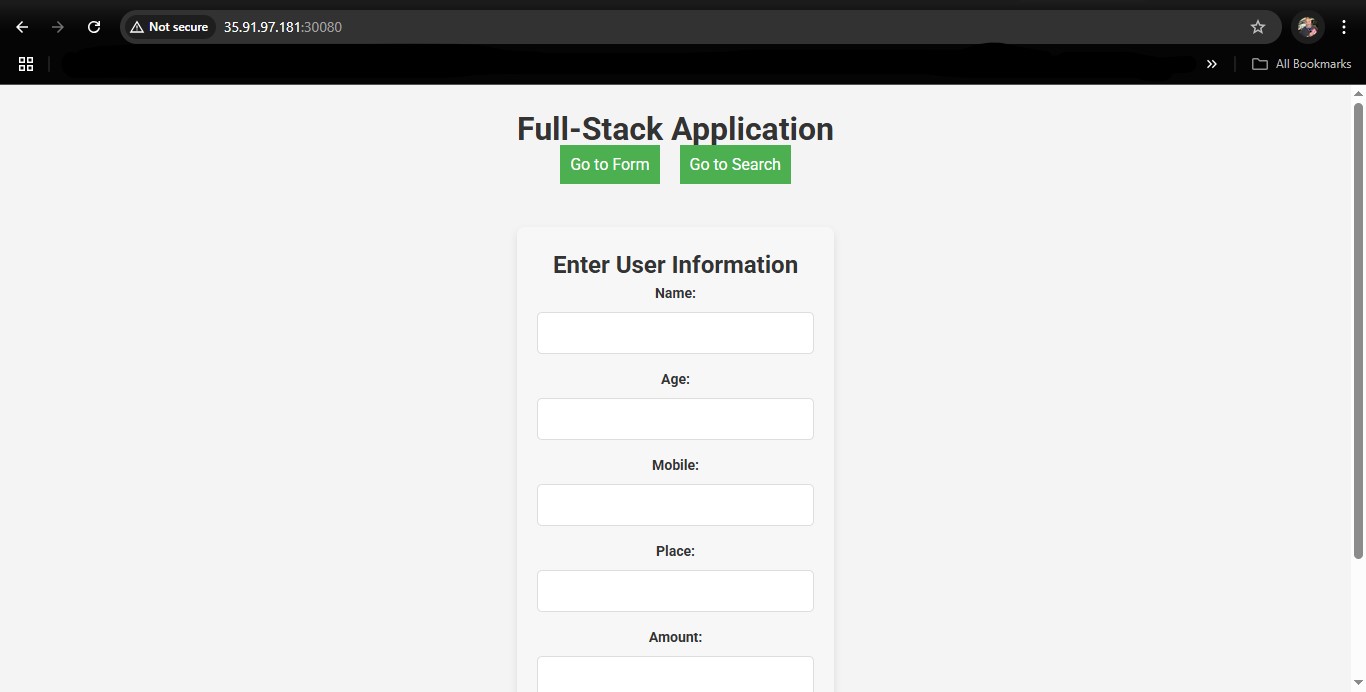 Not secure 35.91.97.181:30080
All Bookmarks
Full-Stack Application
Go to Form Go to Search
Enter User Information
Name:
Age:
Mobile:
Place:
Amount: